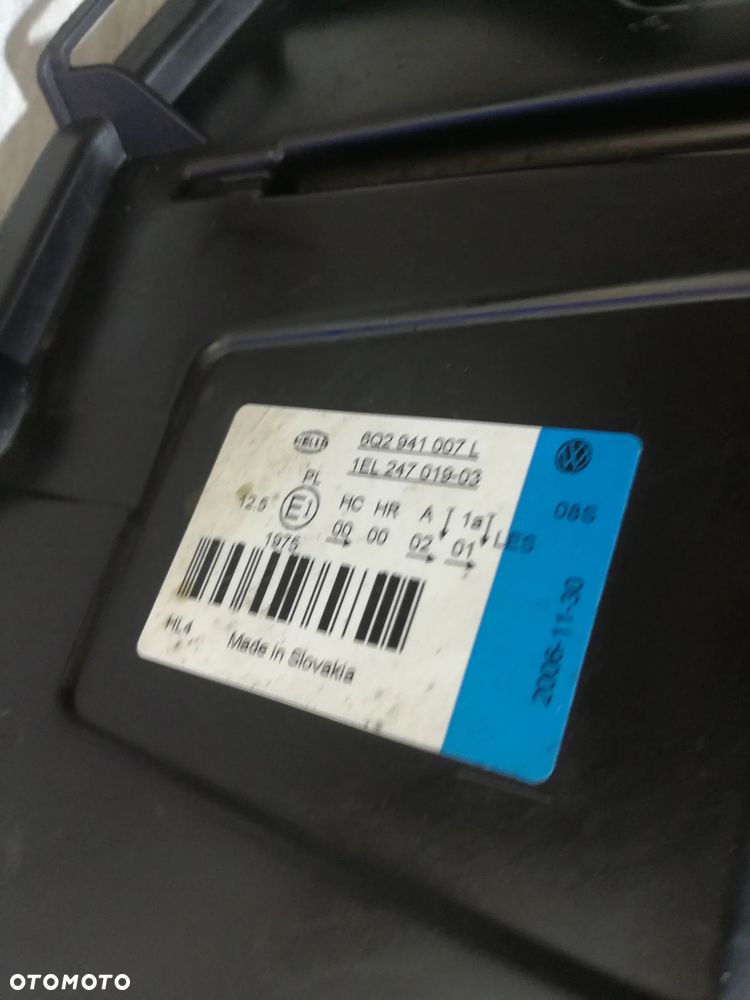 HELLA
6Q2 941 007 L
1EL 247 019-03
PL
12.5 E1 HC HR A 1a
00 00 02 01 LES
1975
HL4 Made in Slovakia
08S
2006-11-30
OTOMOTO